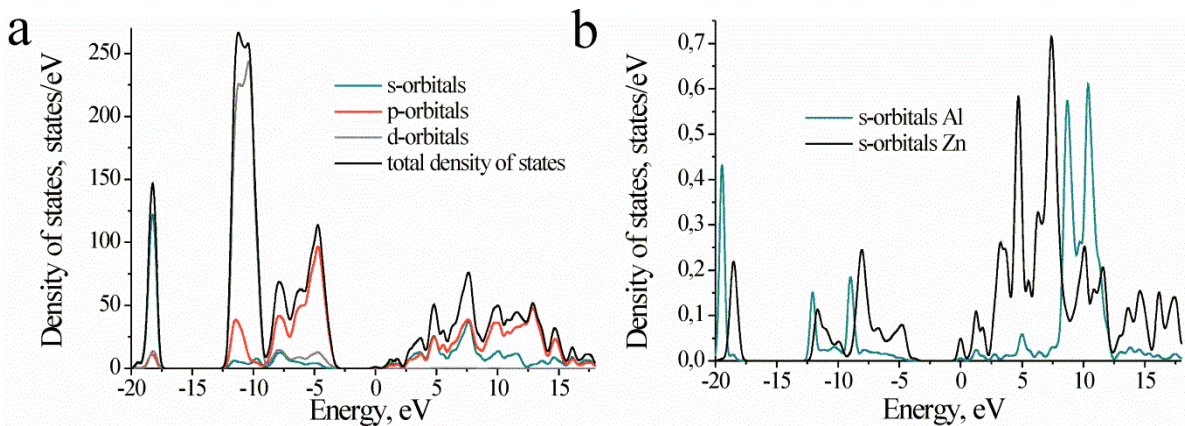 a
250
200
150
100
50
0
Density of states, states/eV
s-orbitals
p-orbitals
d-orbitals
total density of states
-20 -15 -10 -5 0 5 10 15
Energy, eV
b
0,7
0,6
0,5
0,4
0,3
0,2
0,1
0,0
Density of states, states/eV
s-orbitals Al
s-orbitals Zn
-20 -15 -10 -5 0 5 10 15
Energy, eV